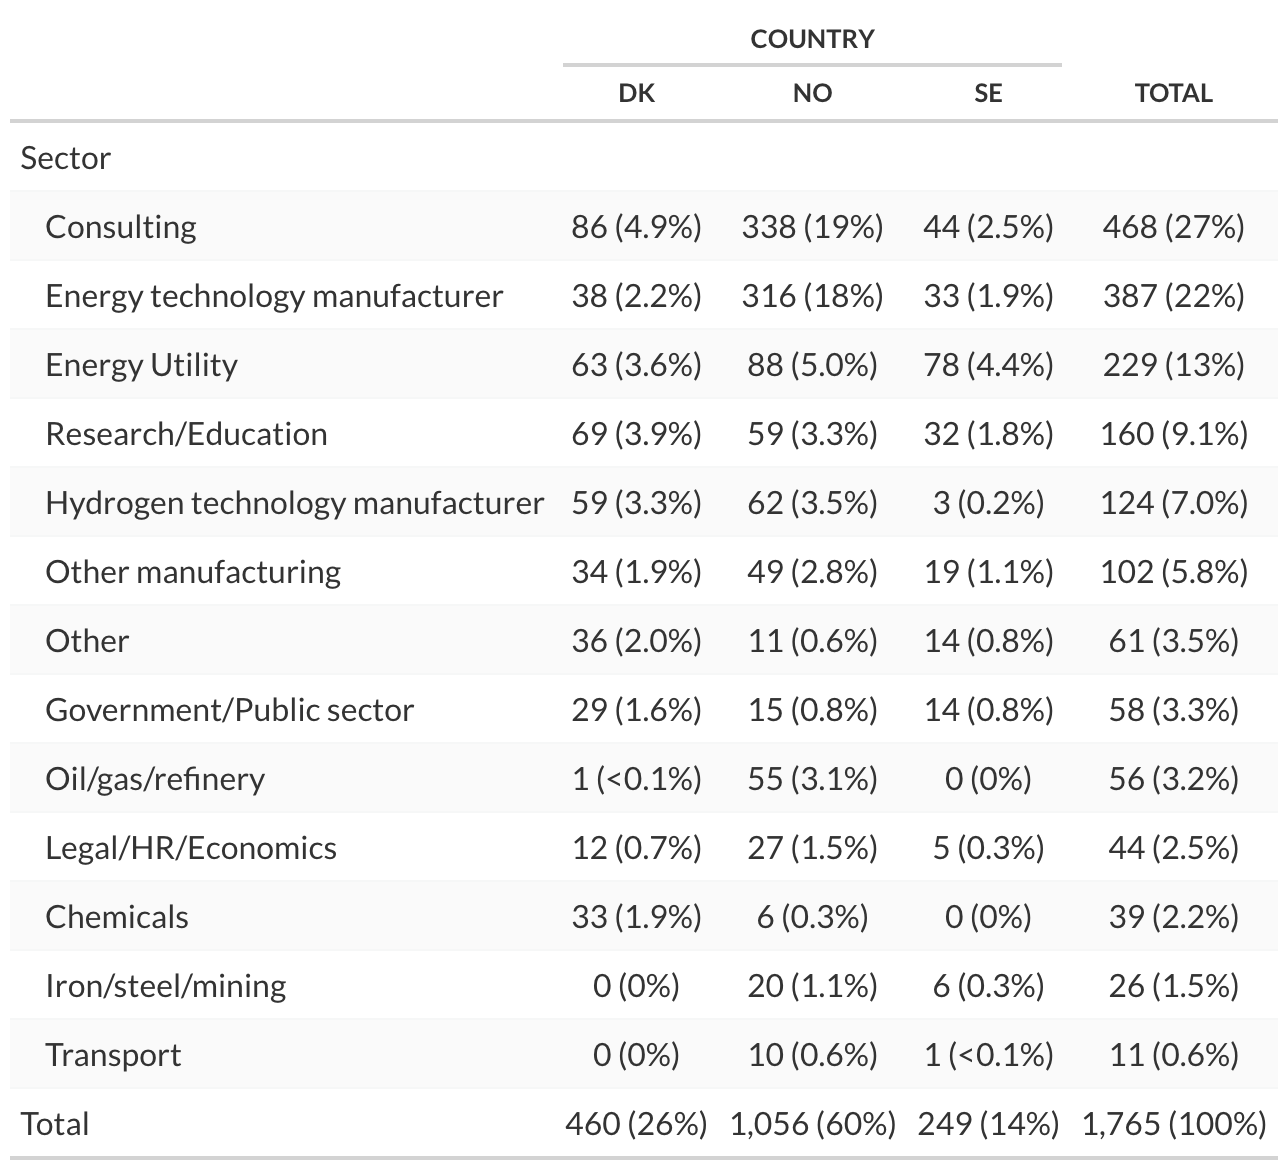 COUNTRY
DK NO SE TOTAL
Sector
Consulting 86 (4.9%) 338 (19%) 44 (2.5%) 468 (27%)
Energy technology manufacturer 38 (2.2%) 316 (18%) 33 (1.9%) 387 (22%)
Energy Utility 63 (3.6%) 88 (5.0%) 78 (4.4%) 229 (13%)
Research/Education 69 (3.9%) 59 (3.3%) 32 (1.8%) 160 (9.1%)
Hydrogen technology manufacturer 59 (3.3%) 62 (3.5%) 3 (0.2%) 124 (7.0%)
Other manufacturing 34 (1.9%) 49 (2.8%) 19 (1.1%) 102 (5.8%)
Other 36 (2.0%) 11 (0.6%) 14 (0.8%) 61 (3.5%)
Government/Public sector 29 (1.6%) 15 (0.8%) 14 (0.8%) 58 (3.3%)
Oil/gas/refinery 1 (<0.1%) 55 (3.1%) 0 (0%) 56 (3.2%)
Legal/HR/Economics 12 (0.7%) 27 (1.5%) 5 (0.3%) 44 (2.5%)
Chemicals 33 (1.9%) 6 (0.3%) 0 (0%) 39 (2.2%)
Iron/steel/mining 0 (0%) 20 (1.1%) 6 (0.3%) 26 (1.5%)
Transport 0 (0%) 10 (0.6%) 1 (<0.1%) 11 (0.6%)
Total 460 (26%) 1,056 (60%) 249 (14%) 1,765 (100%)